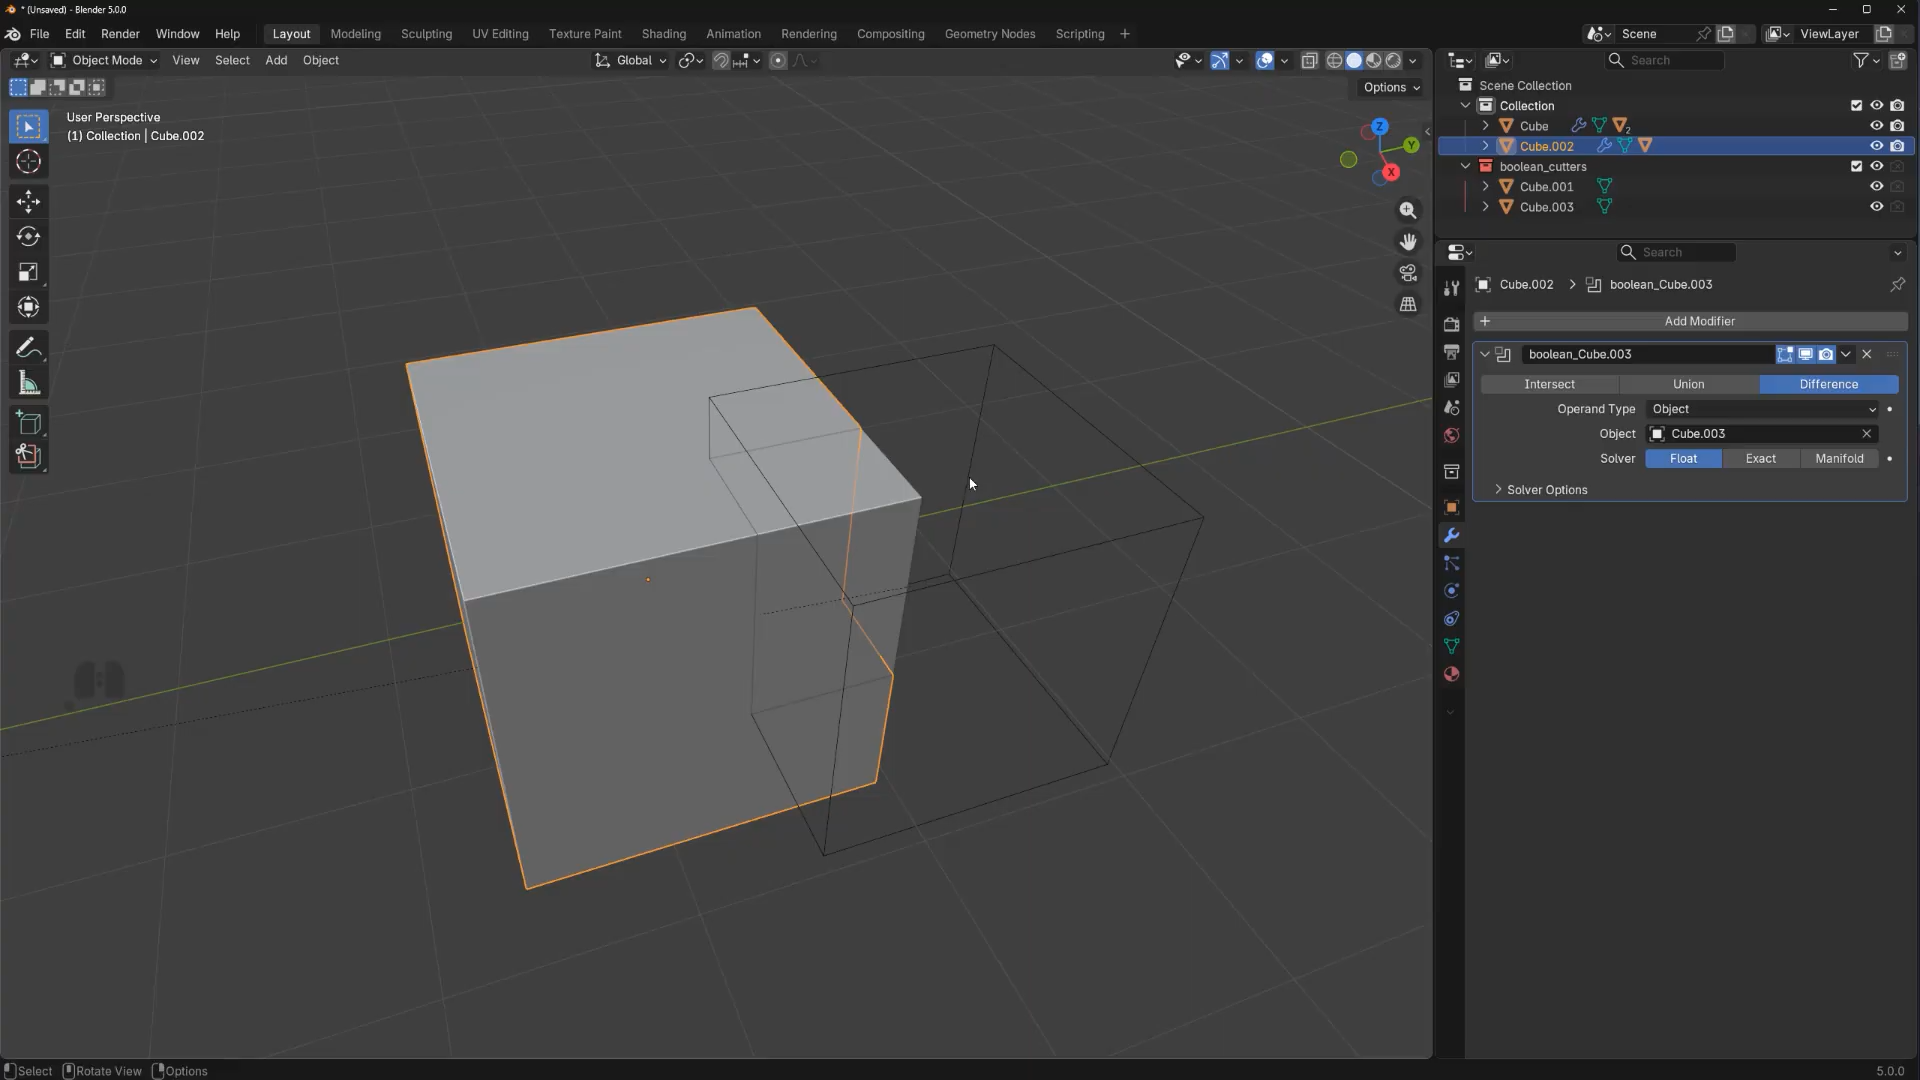 * (Unsaved) - Blender 5.0.0
File Edit Render Window Help Layout Modeling Sculpting UV Editing Texture Paint Shading Animation Rendering Compositing Geometry Nodes Scripting + Scene ViewLayer
Object Mode View Select Add Object Global
Options
User Perspective
(1) Collection | Cube.002
Z
Y
X
Search
Scene Collection
Collection
Cube 2
Cube.002
boolean_cutters
Cube.001
Cube.003
Search
Cube.002 > boolean_Cube.003
+ Add Modifier
boolean_Cube.003
Intersect Union Difference
Operand Type Object
Object Cube.003
Solver Float Exact Manifold
Solver Options
Select Rotate View Options 5.0.0